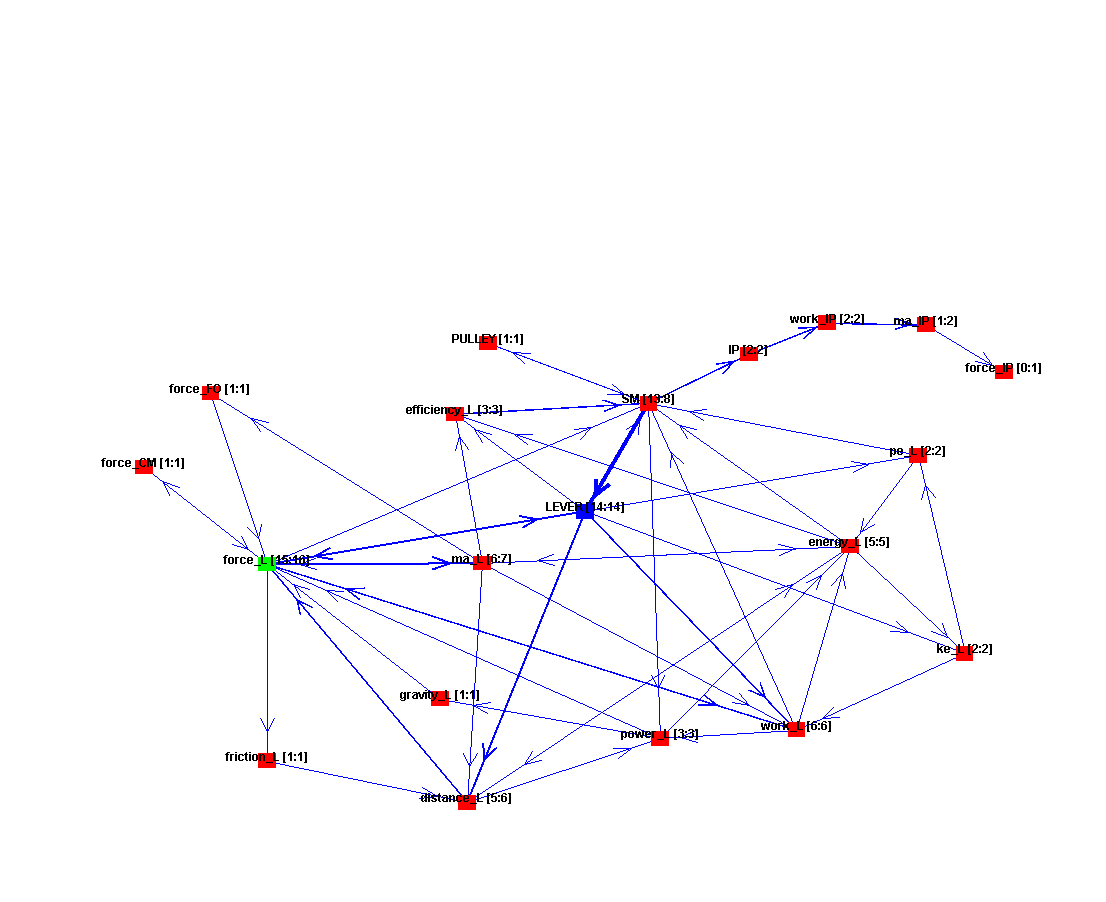 work_IP [2:2]
ma_IP [1:2]
PULLEY [1:1]
IP [2:2]
force_IP [0:1]
force_FO [1:1]
SM [13:8]
efficiency_L [3:3]
pe_L [2:2]
force_CM [1:1]
LEVER [14:14]
energy_L [5:5]
force_L [15:16]
ma_L [6:7]
ke_L [2:2]
gravity_L [1:1]
work_L [6:6]
power_L [3:3]
friction_L [1:1]
distance_L [5:6]